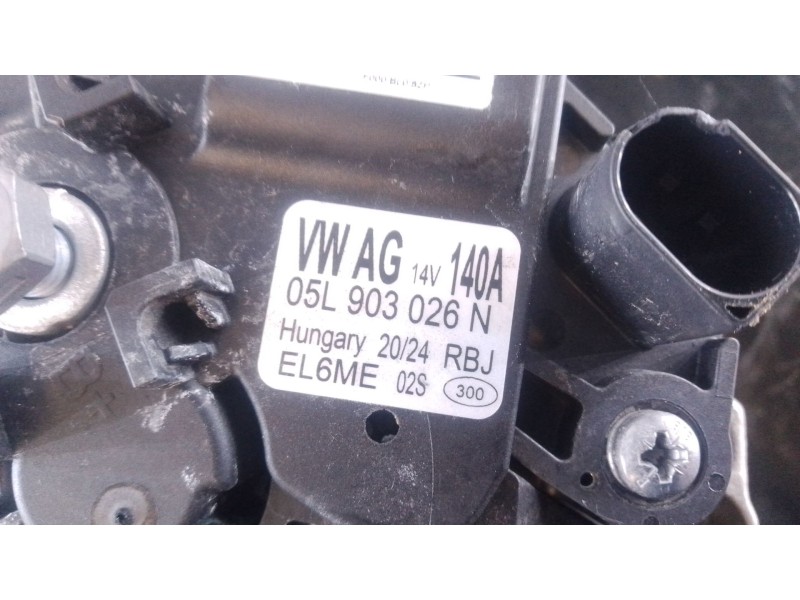 VW AG 14V 140A
05L 903 026 N
Hungary 20/24 RBJ
EL6ME 02S 300
B+